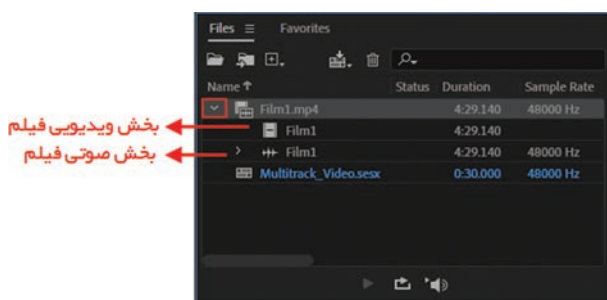 Files Favorites
Name Status Duration Sample Rate
Film1.mp4 4:29.140 48000 Hz
بخش ویدیویی فیلم Film1 4:29.140
بخش صوتی فیلم Film1 4:29.140 48000 Hz
Multitrack_Video.sesx 0:30.000 48000 Hz